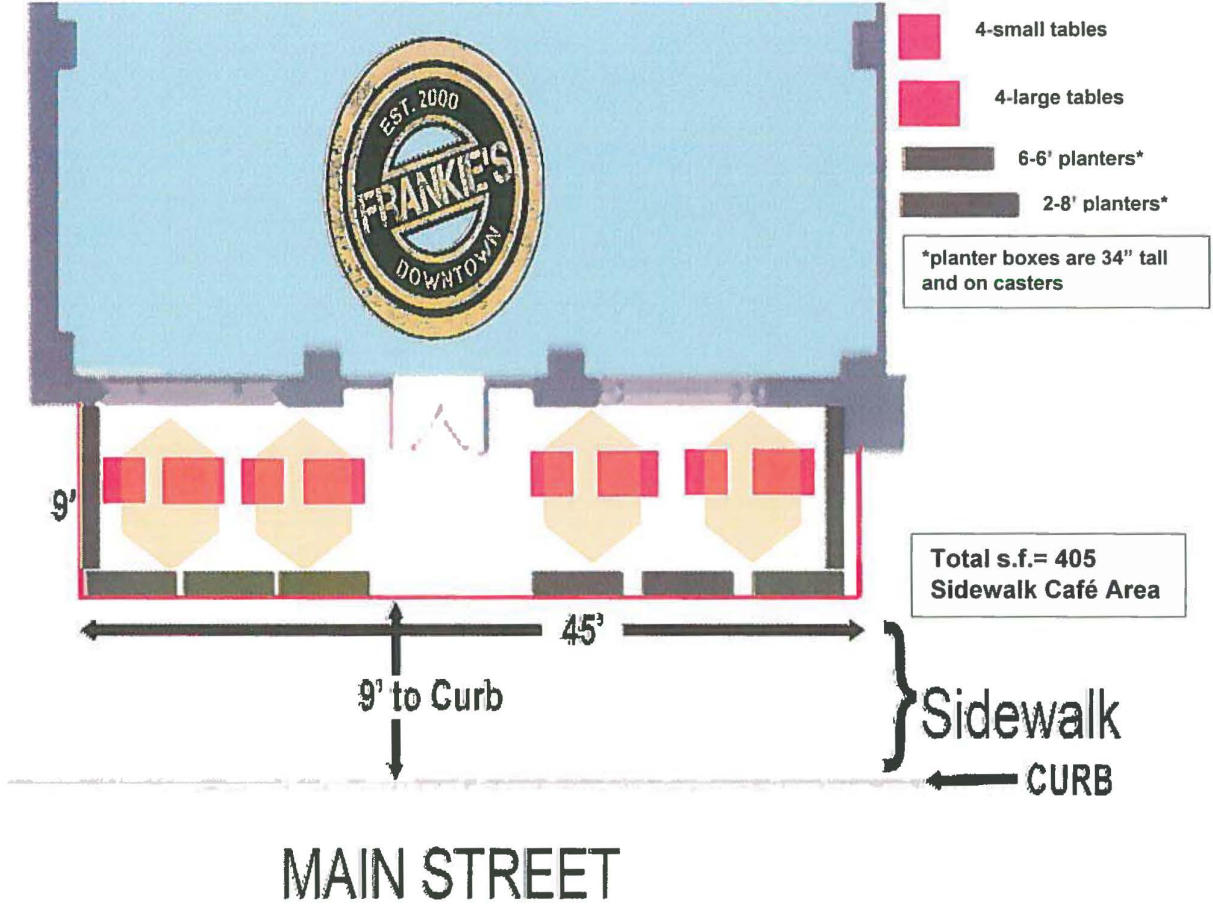 4-small tables
4-large tables
6-6' planters*
2-8' planters*
*planter boxes are 34” tall
and on casters
EST. 2000
FRANKIE'S
DOWNTOWN
9'
Total s.f.= 405
Sidewalk Café Area
45'
9' to Curb
Sidewalk
CURB
MAIN STREET